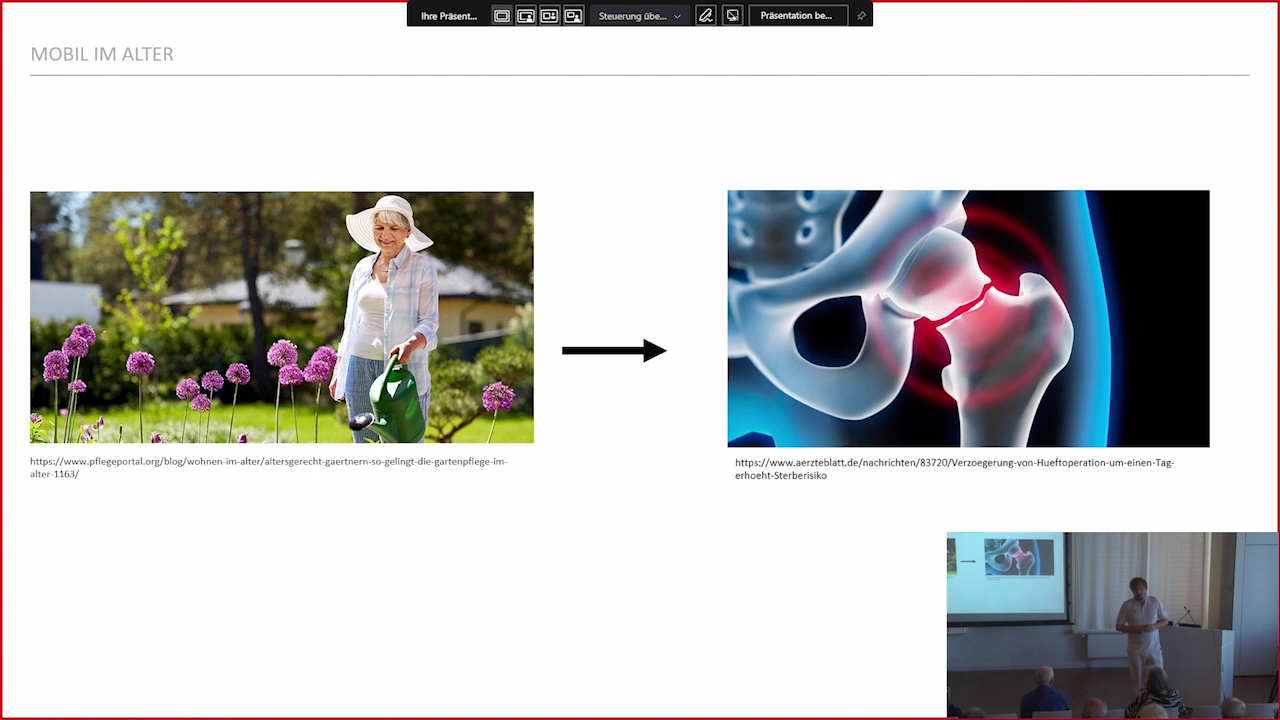 Ihre Präsent...
Steuerung übe...
Präsentation be...
MOBIL IM ALTER
https://www.pflegeportal.org/blog/wohnen-im-alter/altersgerecht-gaertnern-so-gelingt-die-gartenpflege-im-
alter-1163/
https://www.aerzteblatt.de/nachrichten/83720/Verzoegerung-von-Hueftoperation-um-einen-Tag-
erhoeht-Sterberisiko